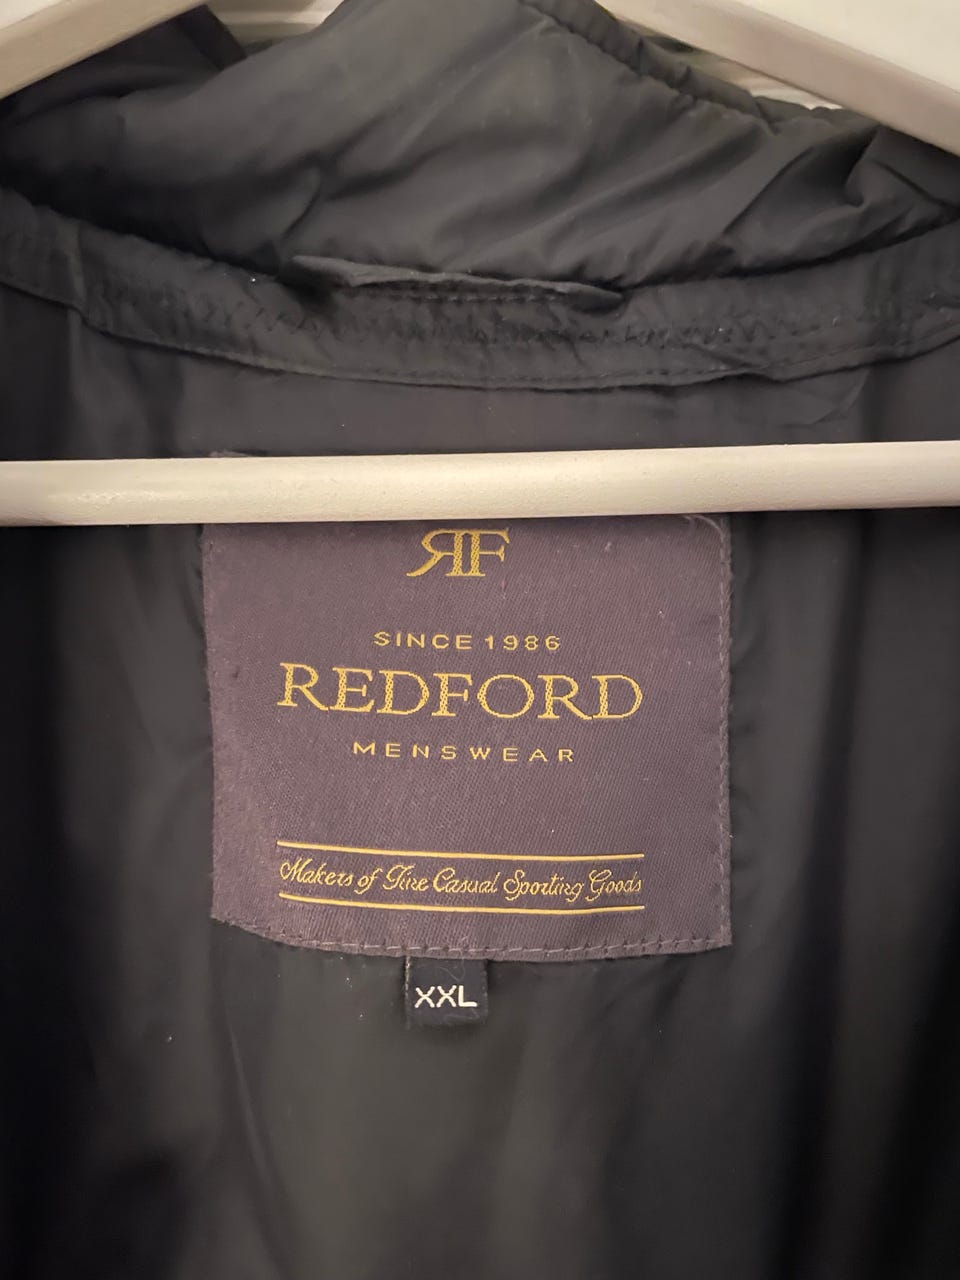 RF
SINCE 1986
REDFORD
MENSWEAR
Makers of Fine Casual Sporting Goods
XXL